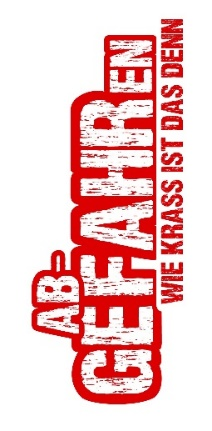 AB-
GEFAHREN
WIE KRASS IST DAS DENN